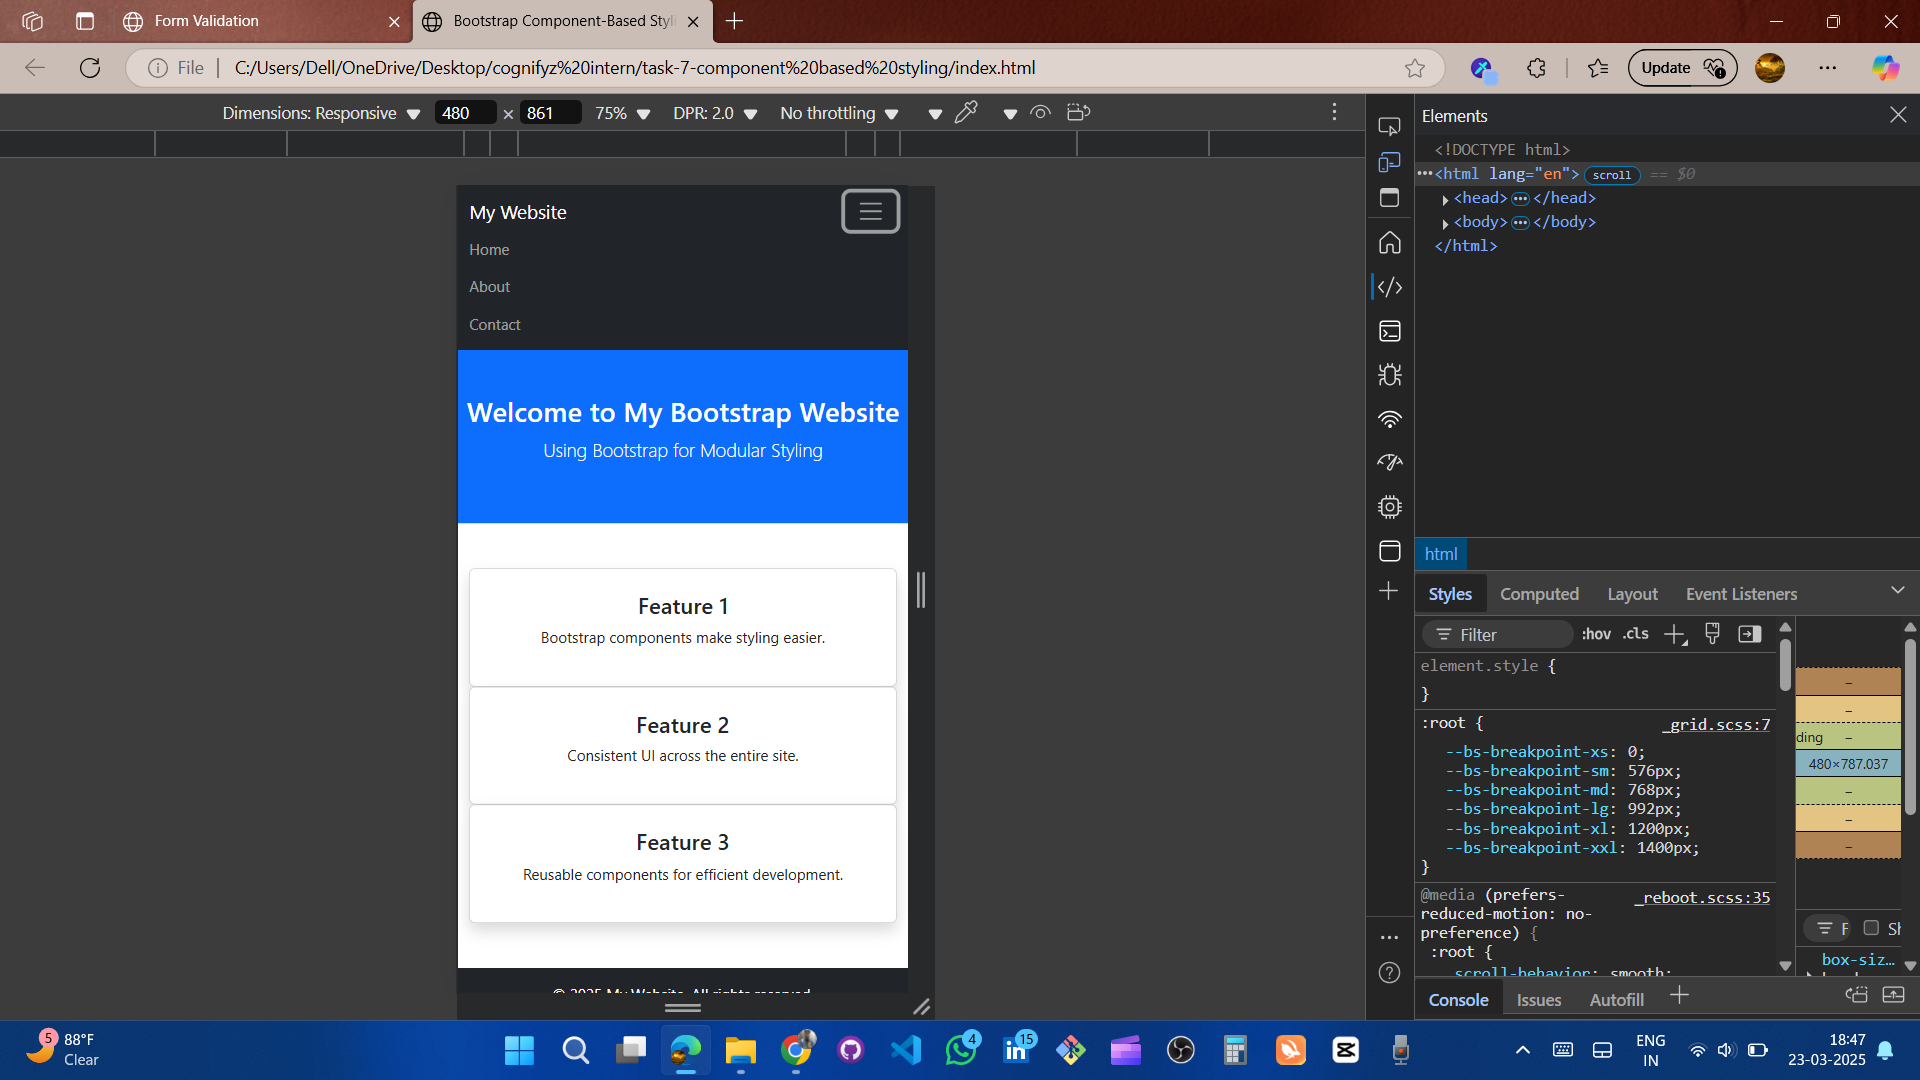 Form Validation
Bootstrap Component-Based Styli
File
C:/Users/Dell/OneDrive/Desktop/cognifyz%20intern/task-7-component%20based%20styling/index.html
Update
Dimensions: Responsive
480 × 861
75%
DPR: 2.0
No throttling
My Website
Home
About
Contact
Welcome to My Bootstrap Website
Using Bootstrap for Modular Styling
Feature 1
Bootstrap components make styling easier.
Feature 2
Consistent UI across the entire site.
Feature 3
Reusable components for efficient development.
© 2025 My Website. All rights reserved.
Elements
<!DOCTYPE html>
<html lang="en"> scroll == $0
<head>…</head>
<body>…</body>
</html>
html
Styles Computed Layout Event Listeners
Filter :hov .cls
element.style {
}
:root { _grid.scss:7
--bs-breakpoint-xs: 0;
--bs-breakpoint-sm: 576px;
--bs-breakpoint-md: 768px;
--bs-breakpoint-lg: 992px;
--bs-breakpoint-xl: 1200px;
--bs-breakpoint-xxl: 1400px;
}
@media (prefers- _reboot.scss:35
reduced-motion: no-
preference) {
:root {
scroll-behavior: smooth;
–
–
ding –
480×787.037
–
–
–
F Sh
box-siz…
Console Issues Autofill
5
88°F
Clear
4
15
ENG
IN
18:47
23-03-2025